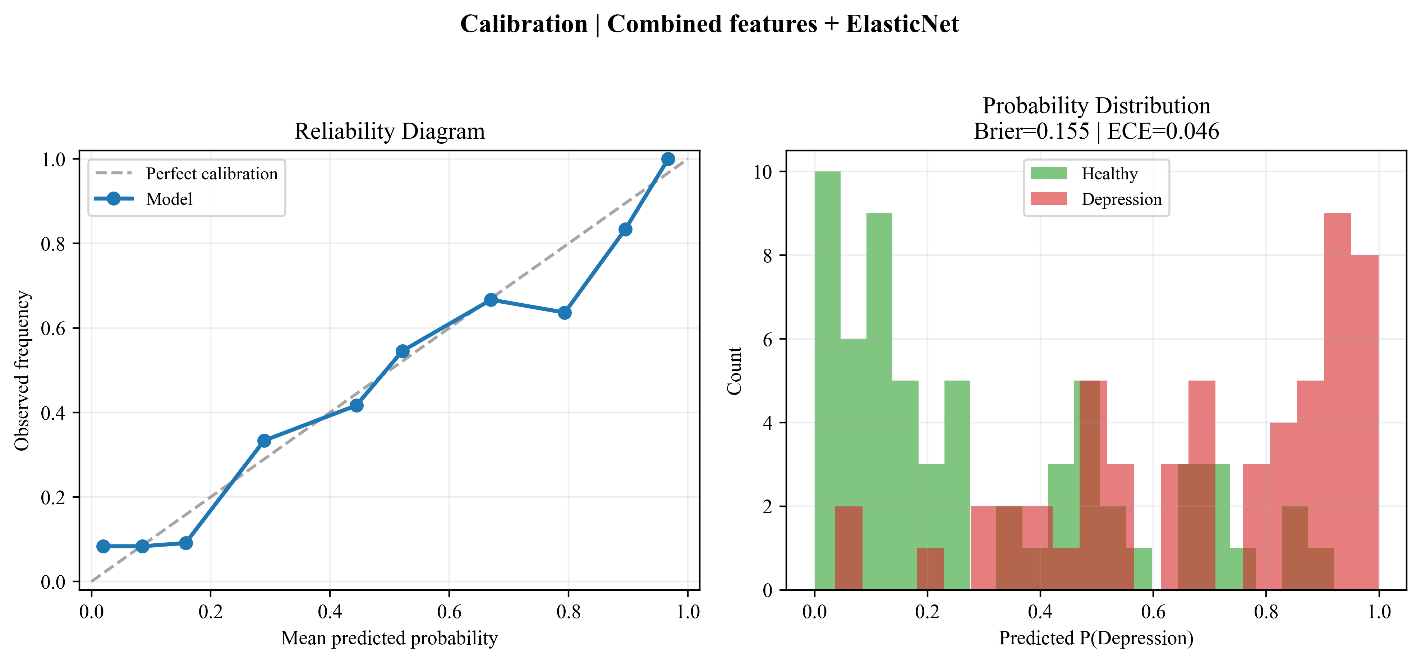 Calibration | Combined features + ElasticNet
Reliability Diagram
Perfect calibration
Model
1.0
0.8
0.6
0.4
0.2
0.0
Observed frequency
0.0 0.2 0.4 0.6 0.8 1.0
Mean predicted probability
Probability Distribution
Brier=0.155 | ECE=0.046
Healthy
Depression
10
8
6
4
2
0
Count
0.0 0.2 0.4 0.6 0.8 1.0
Predicted P(Depression)